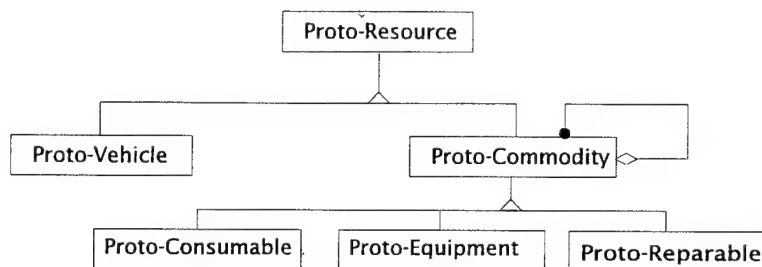 Proto-Resource
Proto-Vehicle
Proto-Commodity
Proto-Consumable
Proto-Equipment
Proto-Reparable